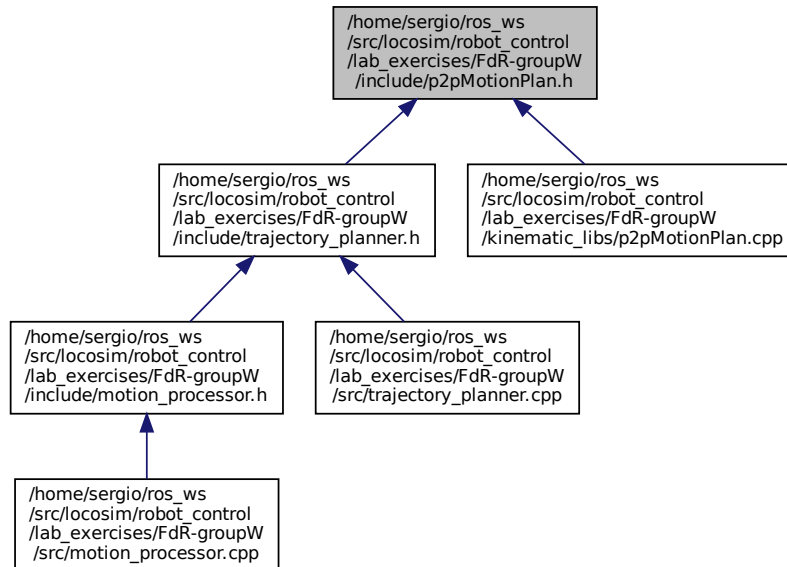 /home/sergio/ros_ws
/src/locosim/robot_control
/lab_exercises/FdR-groupW
/include/p2pMotionPlan.h
/home/sergio/ros_ws
/src/locosim/robot_control
/lab_exercises/FdR-groupW
/include/trajectory_planner.h
/home/sergio/ros_ws
/src/locosim/robot_control
/lab_exercises/FdR-groupW
/kinematic_libs/p2pMotionPlan.cpp
/home/sergio/ros_ws
/src/locosim/robot_control
/lab_exercises/FdR-groupW
/include/motion_processor.h
/home/sergio/ros_ws
/src/locosim/robot_control
/lab_exercises/FdR-groupW
/src/trajectory_planner.cpp
/home/sergio/ros_ws
/src/locosim/robot_control
/lab_exercises/FdR-groupW
/src/motion_processor.cpp